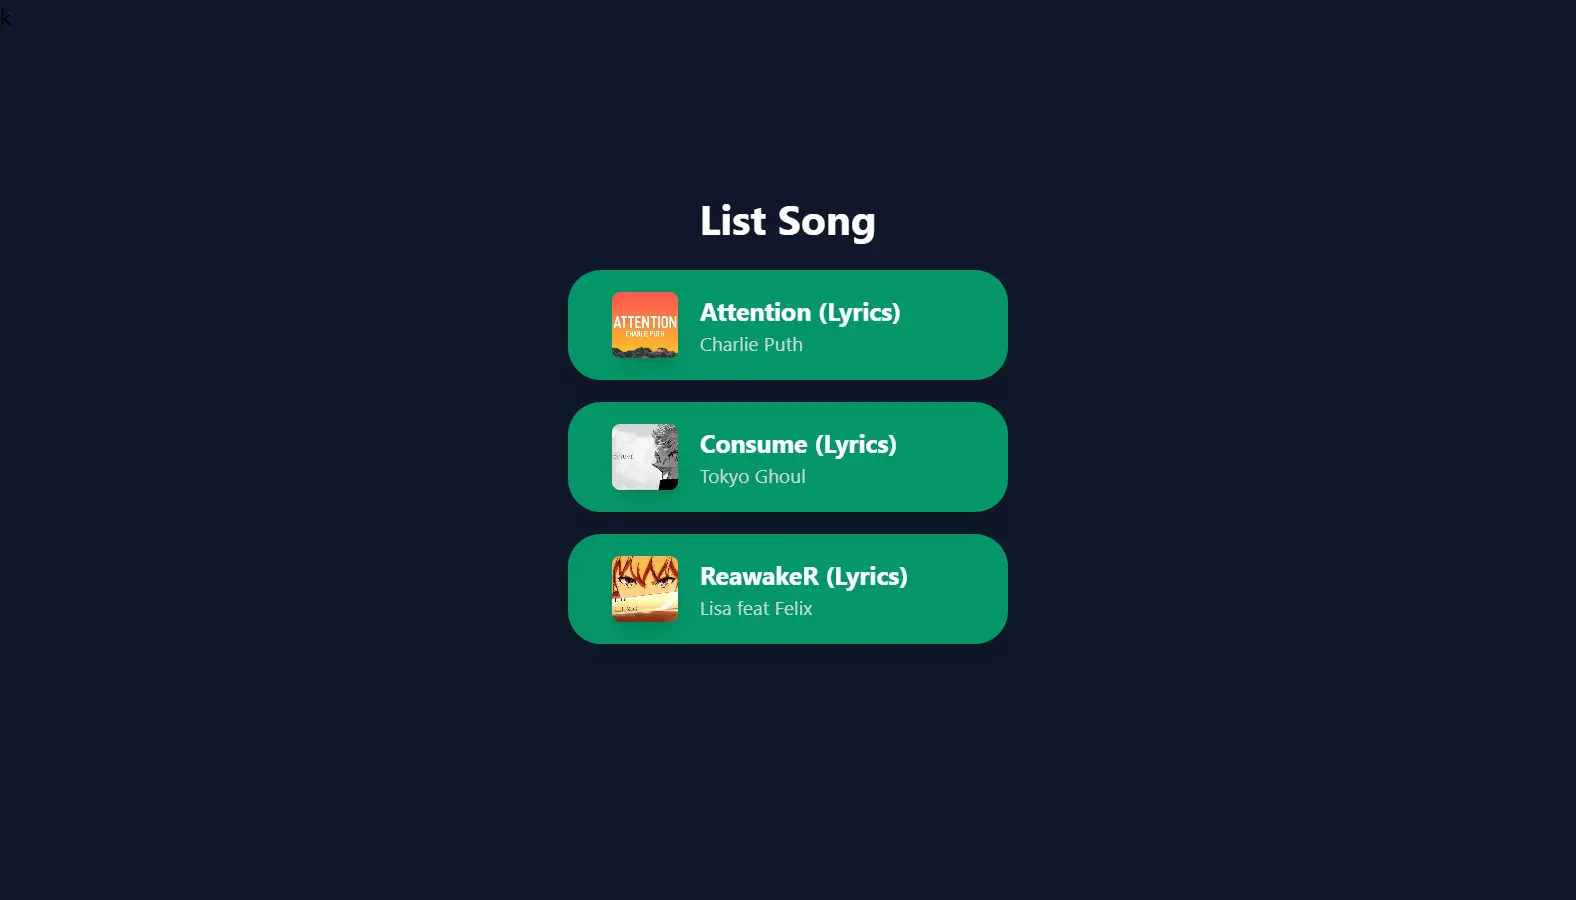 k
List Song
ATTENTION
CHARLIE PUTH
Attention (Lyrics)
Charlie Puth
Consume (Lyrics)
Tokyo Ghoul
ReawakeR (Lyrics)
Lisa feat Felix